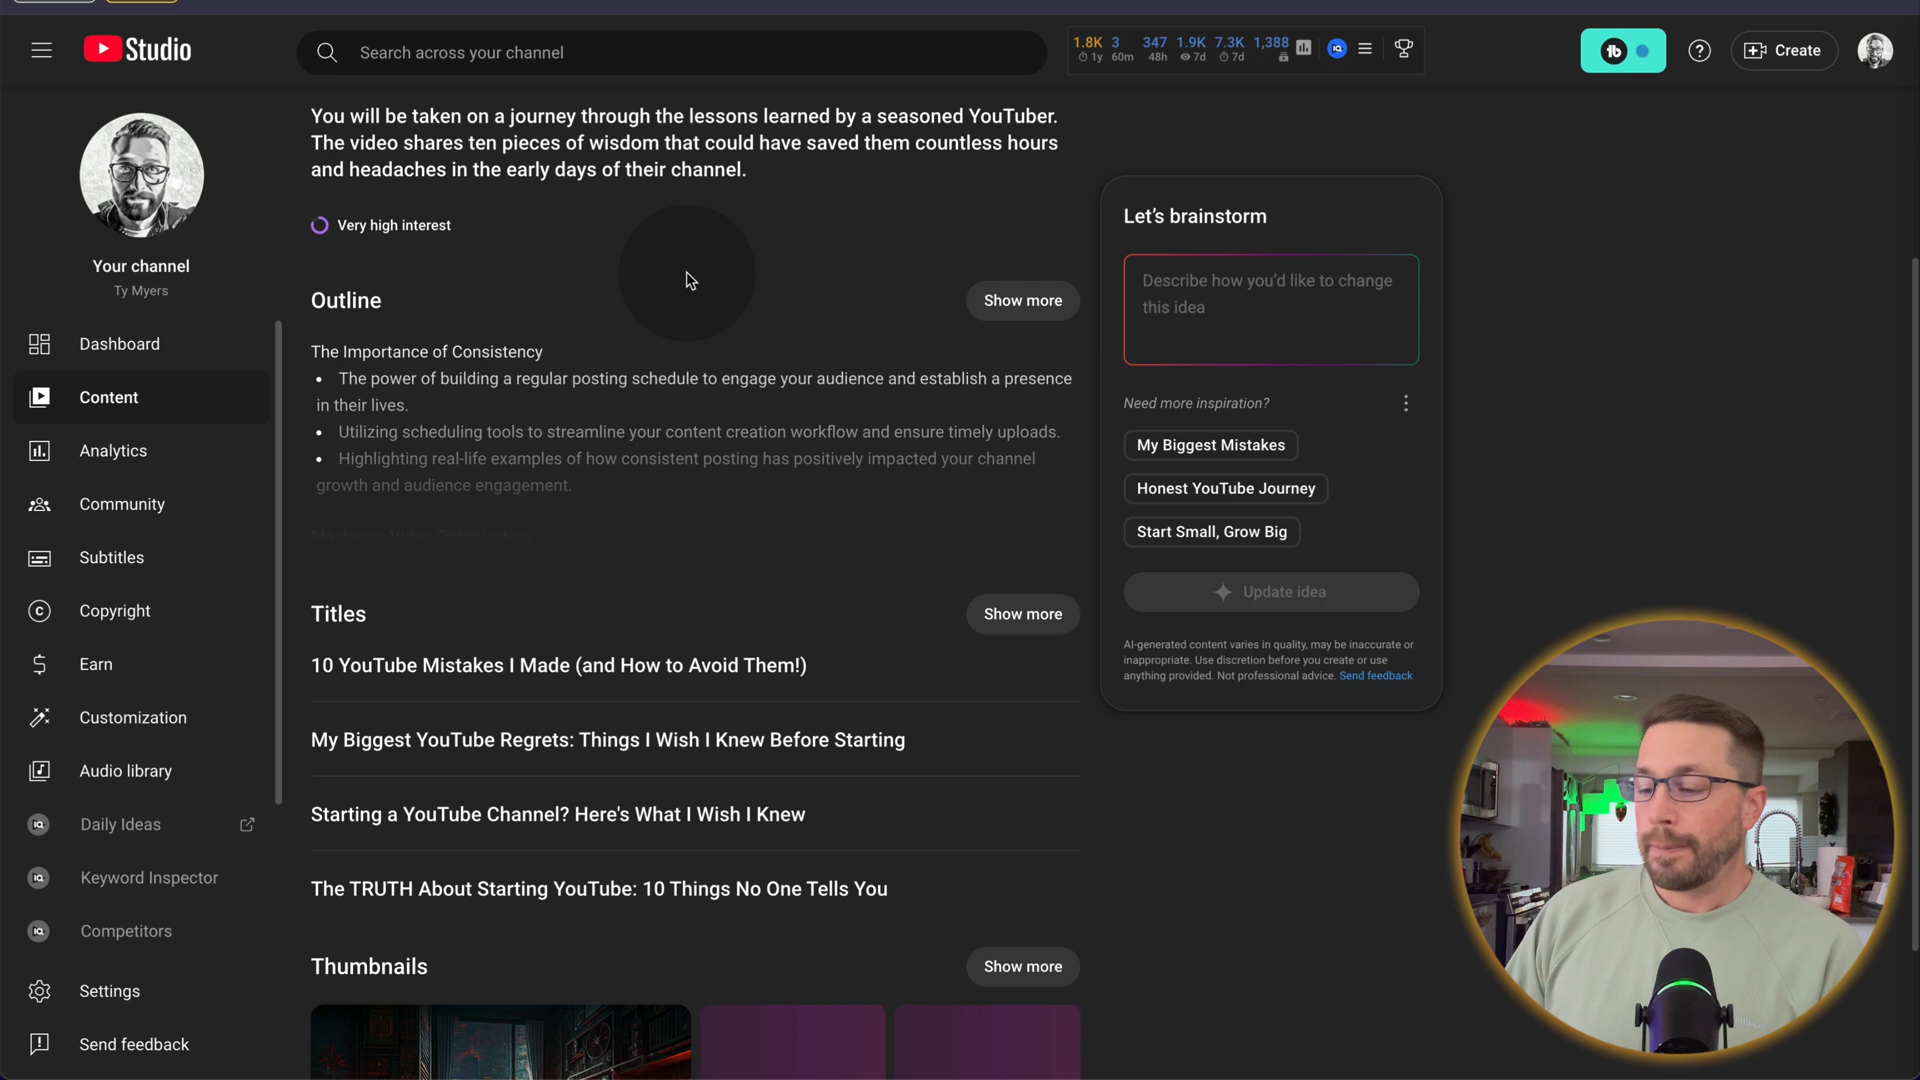 Studio
Search across your channel
1.8K 3 347 1.9K 7.3K 1,388
1y 60m 48h 7d 7d
Create
Your channel
Ty Myers
Dashboard
Content
Analytics
Community
Subtitles
Copyright
Earn
Customization
Audio library
Daily Ideas
Keyword Inspector
Competitors
Settings
Send feedback
You will be taken on a journey through the lessons learned by a seasoned YouTuber.
The video shares ten pieces of wisdom that could have saved them countless hours
and headaches in the early days of their channel.
Very high interest
Outline
Show more
The Importance of Consistency
• The power of building a regular posting schedule to engage your audience and establish a presence
in their lives.
• Utilizing scheduling tools to streamline your content creation workflow and ensure timely uploads.
• Highlighting real-life examples of how consistent posting has positively impacted your channel
growth and audience engagement.
Mastering Video Optimization
Titles
Show more
10 YouTube Mistakes I Made (and How to Avoid Them!)
My Biggest YouTube Regrets: Things I Wish I Knew Before Starting
Starting a YouTube Channel? Here's What I Wish I Knew
The TRUTH About Starting YouTube: 10 Things No One Tells You
Thumbnails
Show more
Let's brainstorm
Describe how you'd like to change
this idea
Need more inspiration?
My Biggest Mistakes
Honest YouTube Journey
Start Small, Grow Big
Update idea
AI-generated content varies in quality, may be inaccurate or
inappropriate. Use discretion before you create or use
anything provided. Not professional advice. Send feedback